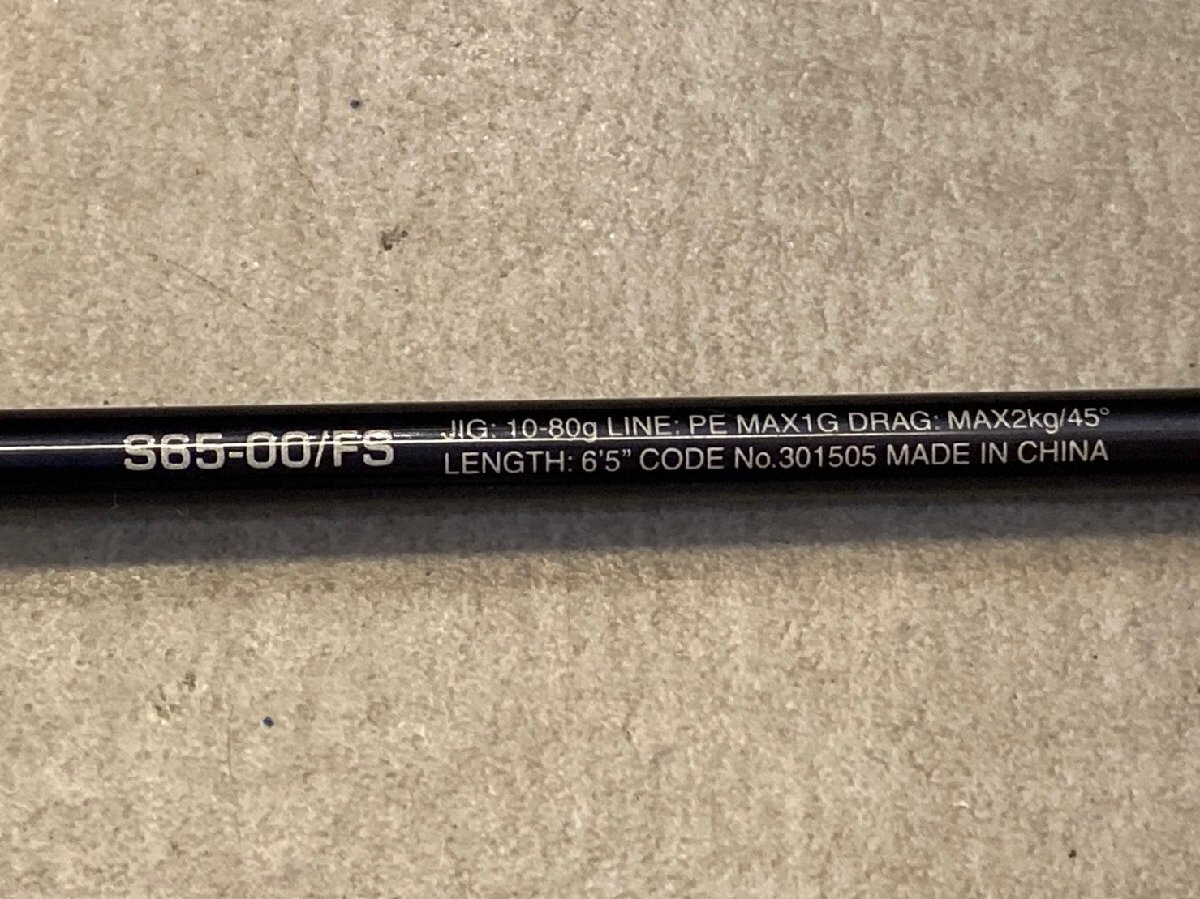 S65-00/FS
JIG: 10-80g LINE: PE MAX1G DRAG: MAX2kg/45°
LENGTH: 6'5" CODE No.301505 MADE IN CHINA